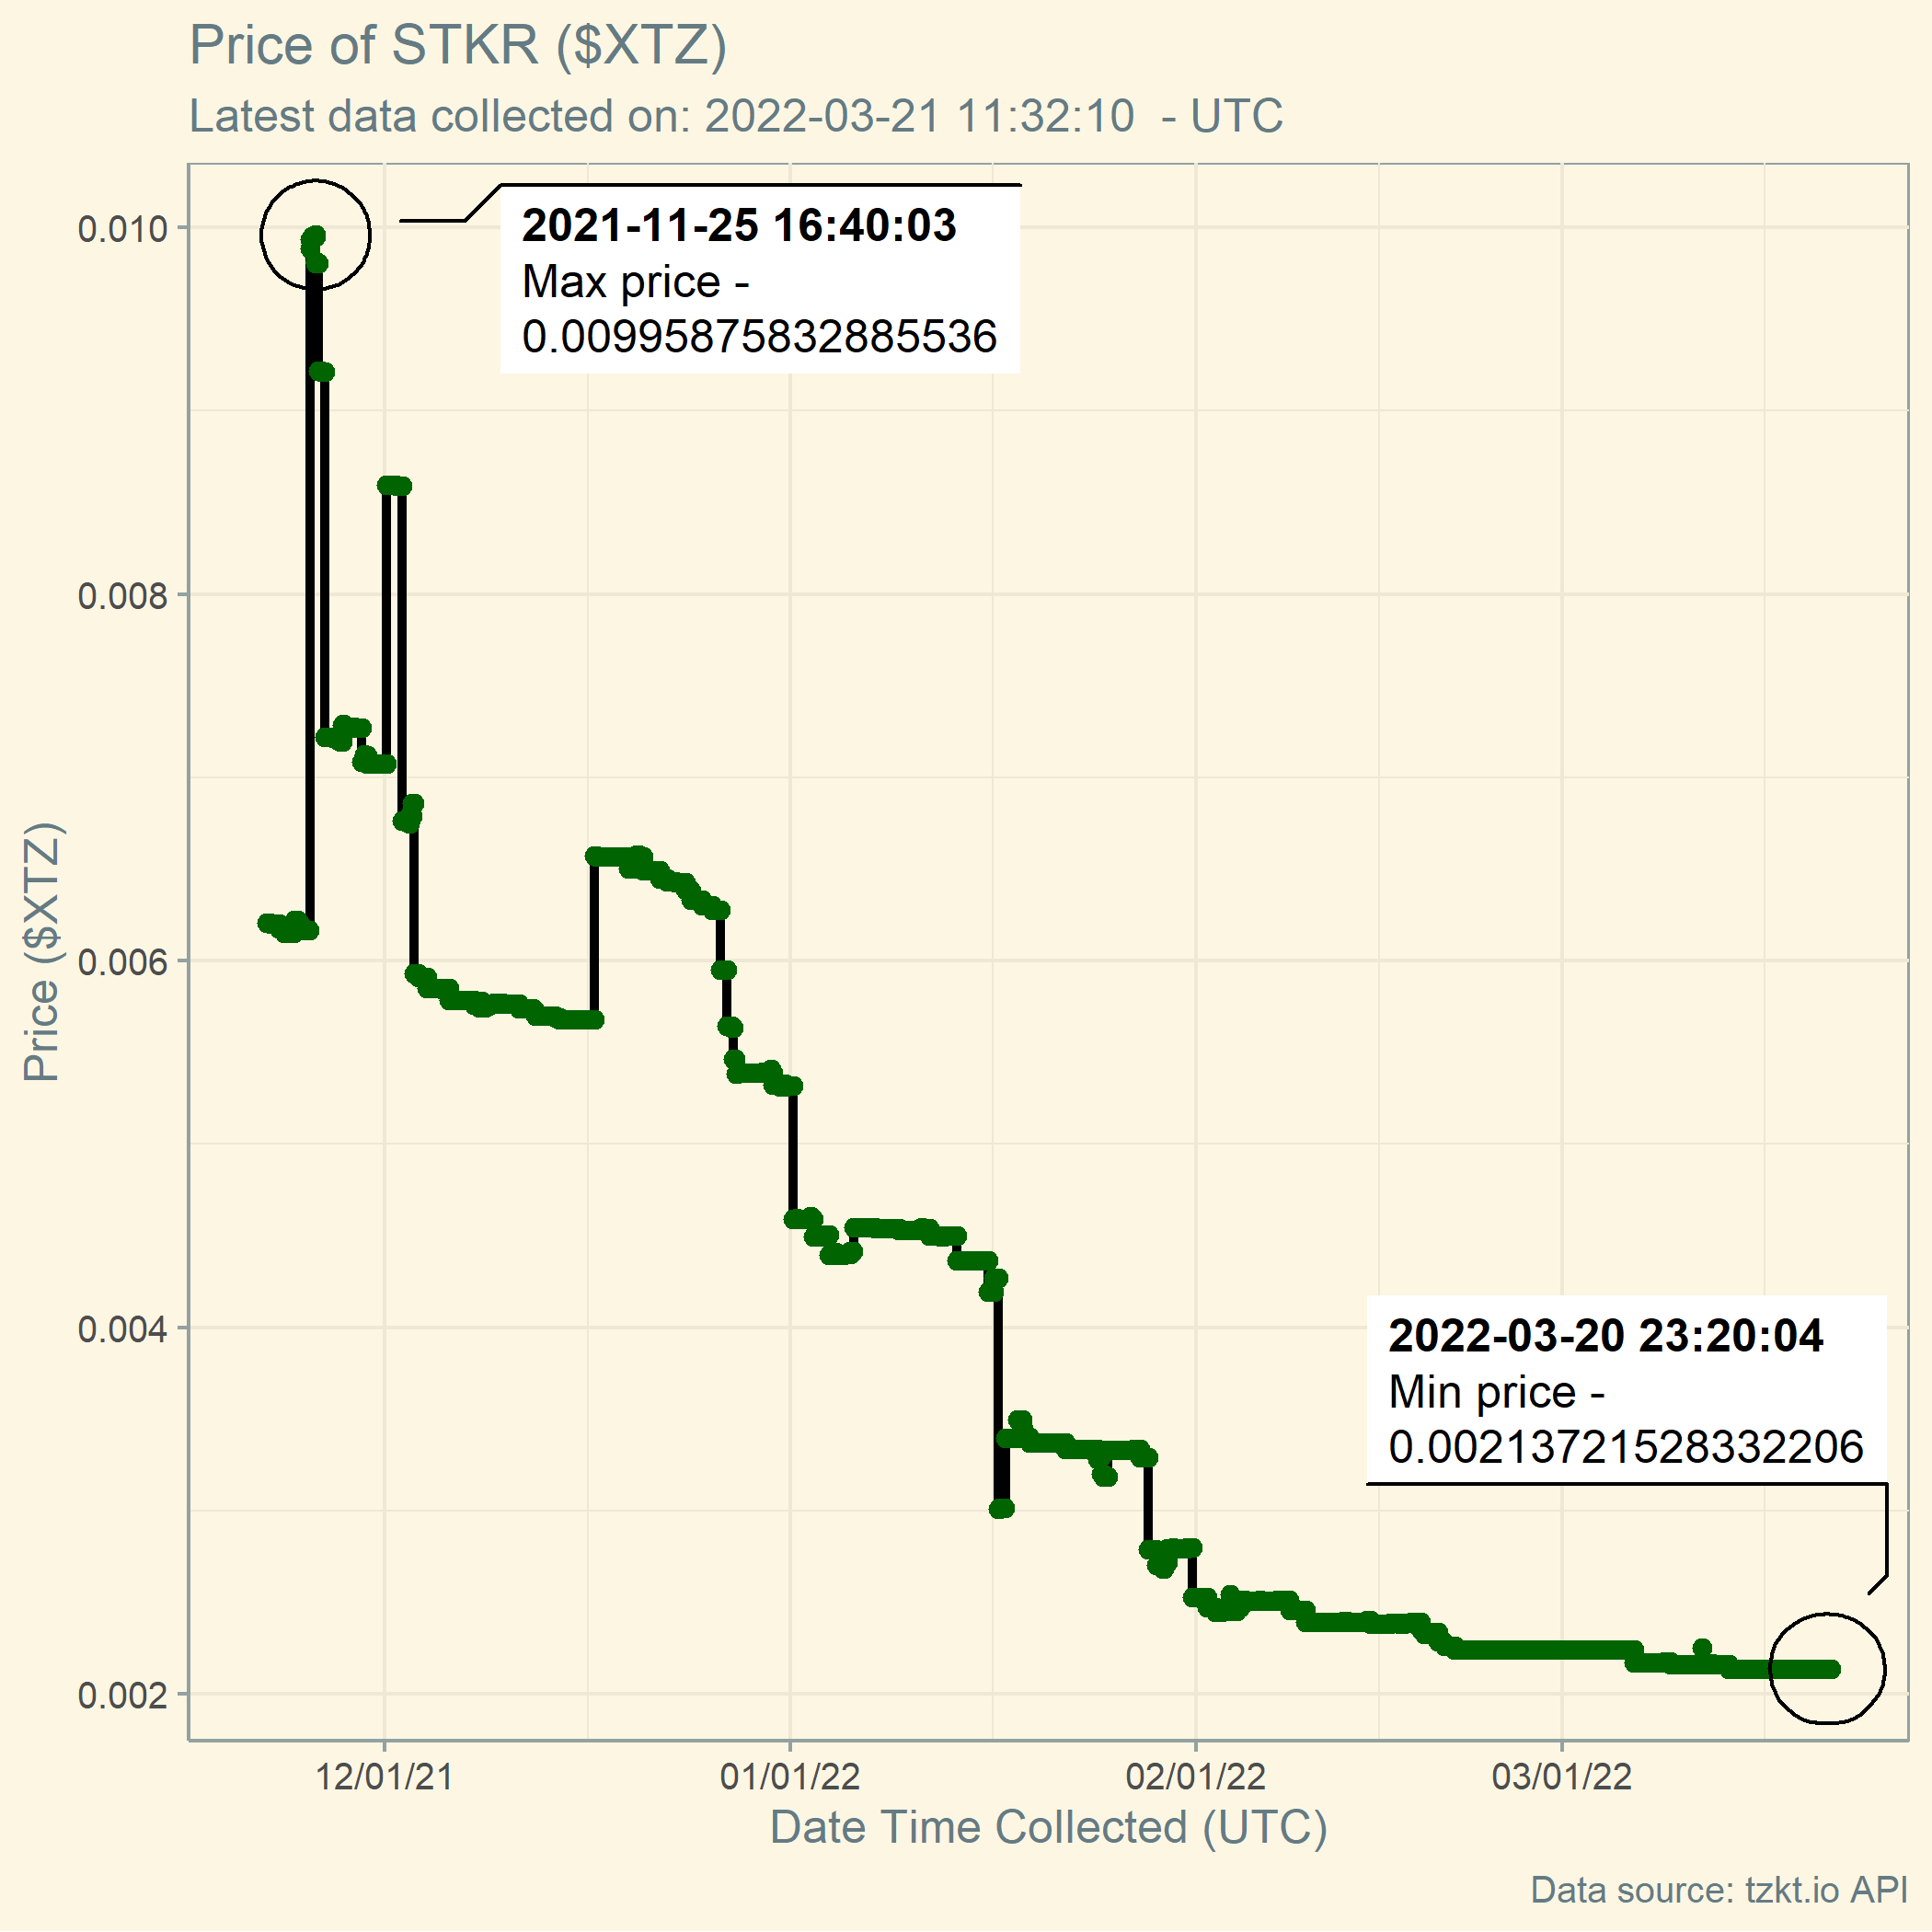 Price of STKR ($XTZ)
Latest data collected on: 2022-03-21 11:32:10  - UTC
2021-11-25 16:40:03
Max price -
0.00995875832885536
2022-03-20 23:20:04
Min price -
0.00213721528332206
Price ($XTZ)
0.010
0.008
0.006
0.004
0.002
12/01/21
01/01/22
02/01/22
03/01/22
Date Time Collected (UTC)
Data source: tzkt.io API